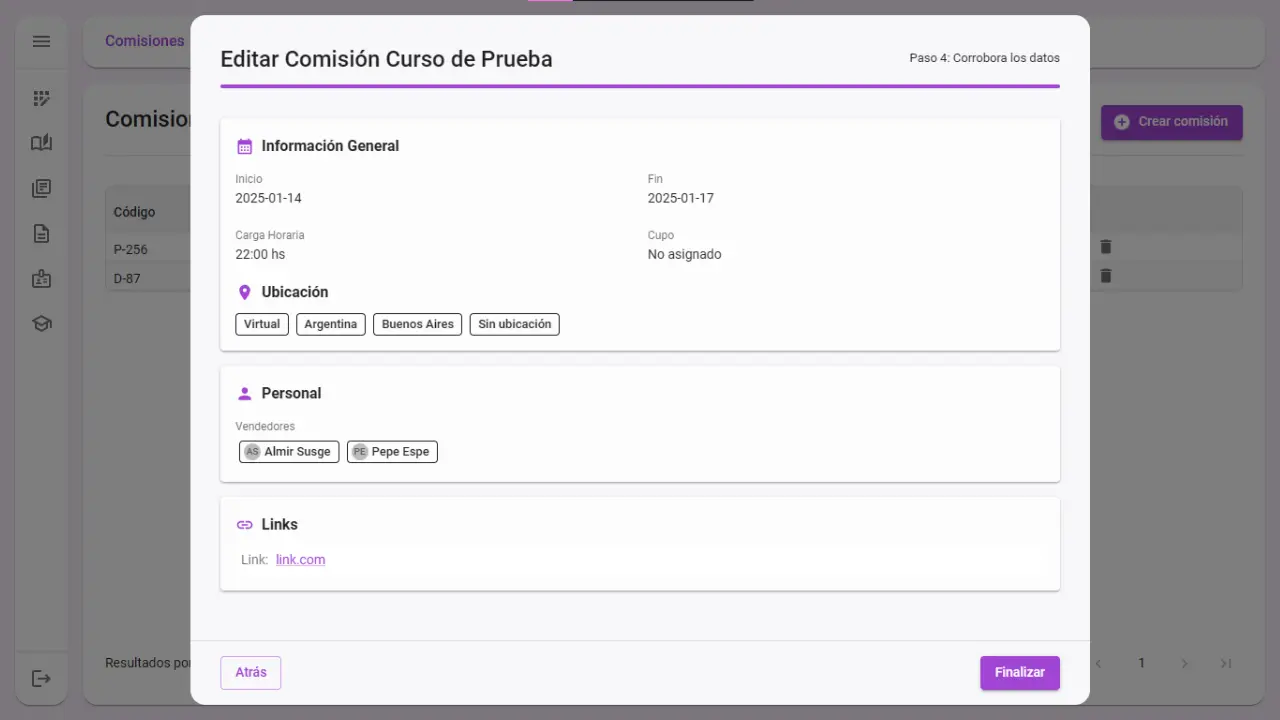 Comisiones
Editar Comisión Curso de Prueba
Paso 4: Corrobora los datos
Crear comisión
Código
P-256
D-87
Información General
Inicio
2025-01-14
Fin
2025-01-17
Carga Horaria
22:00 hs
Cupo
No asignado
Ubicación
Virtual
Argentina
Buenos Aires
Sin ubicación
Personal
Vendedores
AS Almir Susge
PE Pepe Espe
Links
Link: link.com
Resultados
1
Atrás
Finalizar